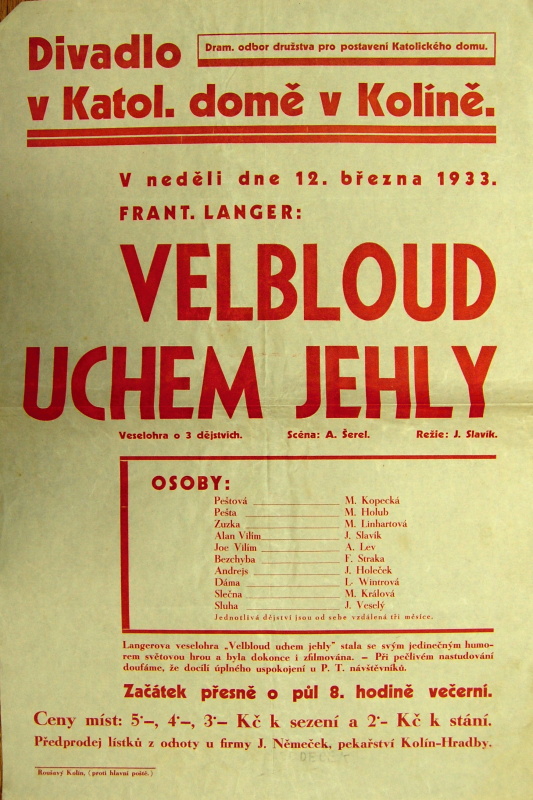 Divadlo
Dram. odbor družstva pro postavení Katolického domu.
v Katol. domě v Kolíně.
V neděli dne 12. března 1933.
FRANT. LANGER:
VELBLOUD
UCHEM JEHLY
Veselohra o 3 dějstvích. Scéna: A. Šerel. Režie: J. Slavík.
OSOBY:
Peštová M. Kopecká
Pešta M. Holub
Zuzka M. Linhartová
Alan Vilím J. Slavík
Joe Vilím A. Lev
Bezchyba F. Straka
Andrejs J. Holeček
Dáma L. Wintrová
Slečna M. Králová
Sluha J. Veselý
Jednotlivá dějství jsou od sebe vzdálená tři měsíce.
Langerova veselohra „Velbloud uchem jehly" stala se svým jedinečným humo-
rem světovou hrou a byla dokonce i zfilmována. – Při pečlivém nastudování
doufáme, že docílí úplného uspokojení u P. T. návštěvníků.
Začátek přesně o půl 8. hodině večerní.
Ceny míst: 5·–, 4·–, 3·– Kč k sezení a 2·– Kč k stání.
Předprodej lístků z ochoty u firmy J. Němeček, pekařství Kolín-Hradby.
Roušavý Kolín, (proti hlavní poště.)